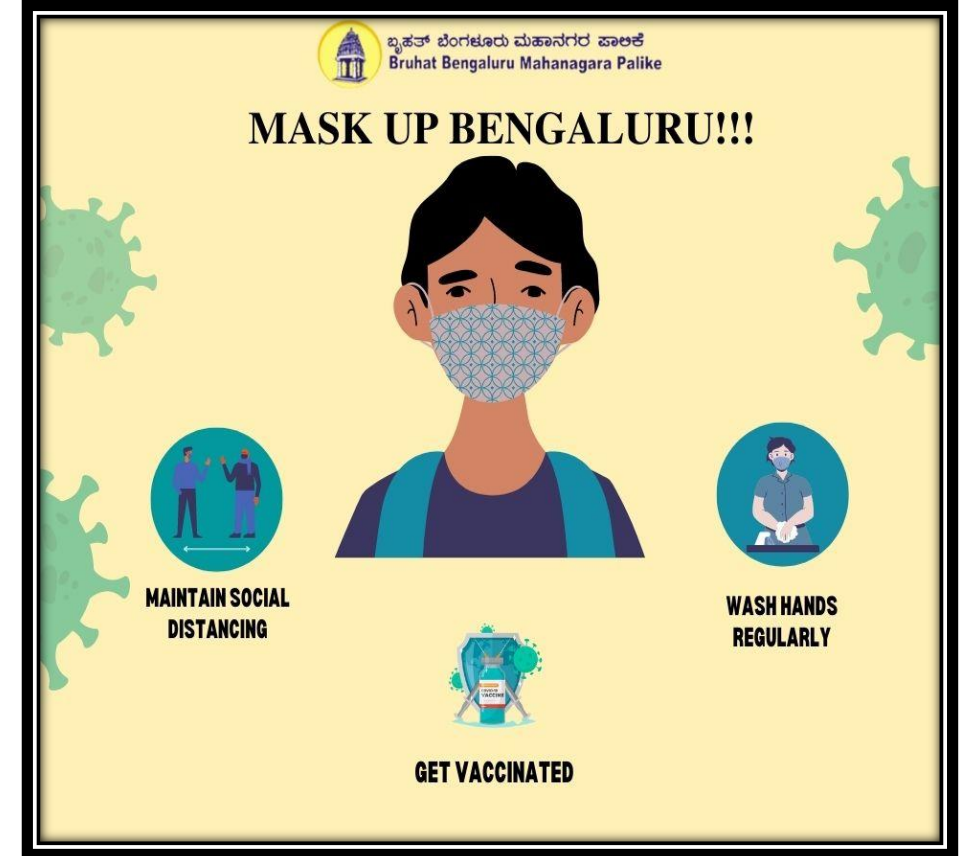 ಬೃಹತ್ ಬೆಂಗಳೂರು ಮಹಾನಗರ ಪಾಲಿಕೆ
Bruhat Bengaluru Mahanagara Palike
MASK UP BENGALURU!!!
MAINTAIN SOCIAL
DISTANCING
WASH HANDS
REGULARLY
VACCINE
GET VACCINATED